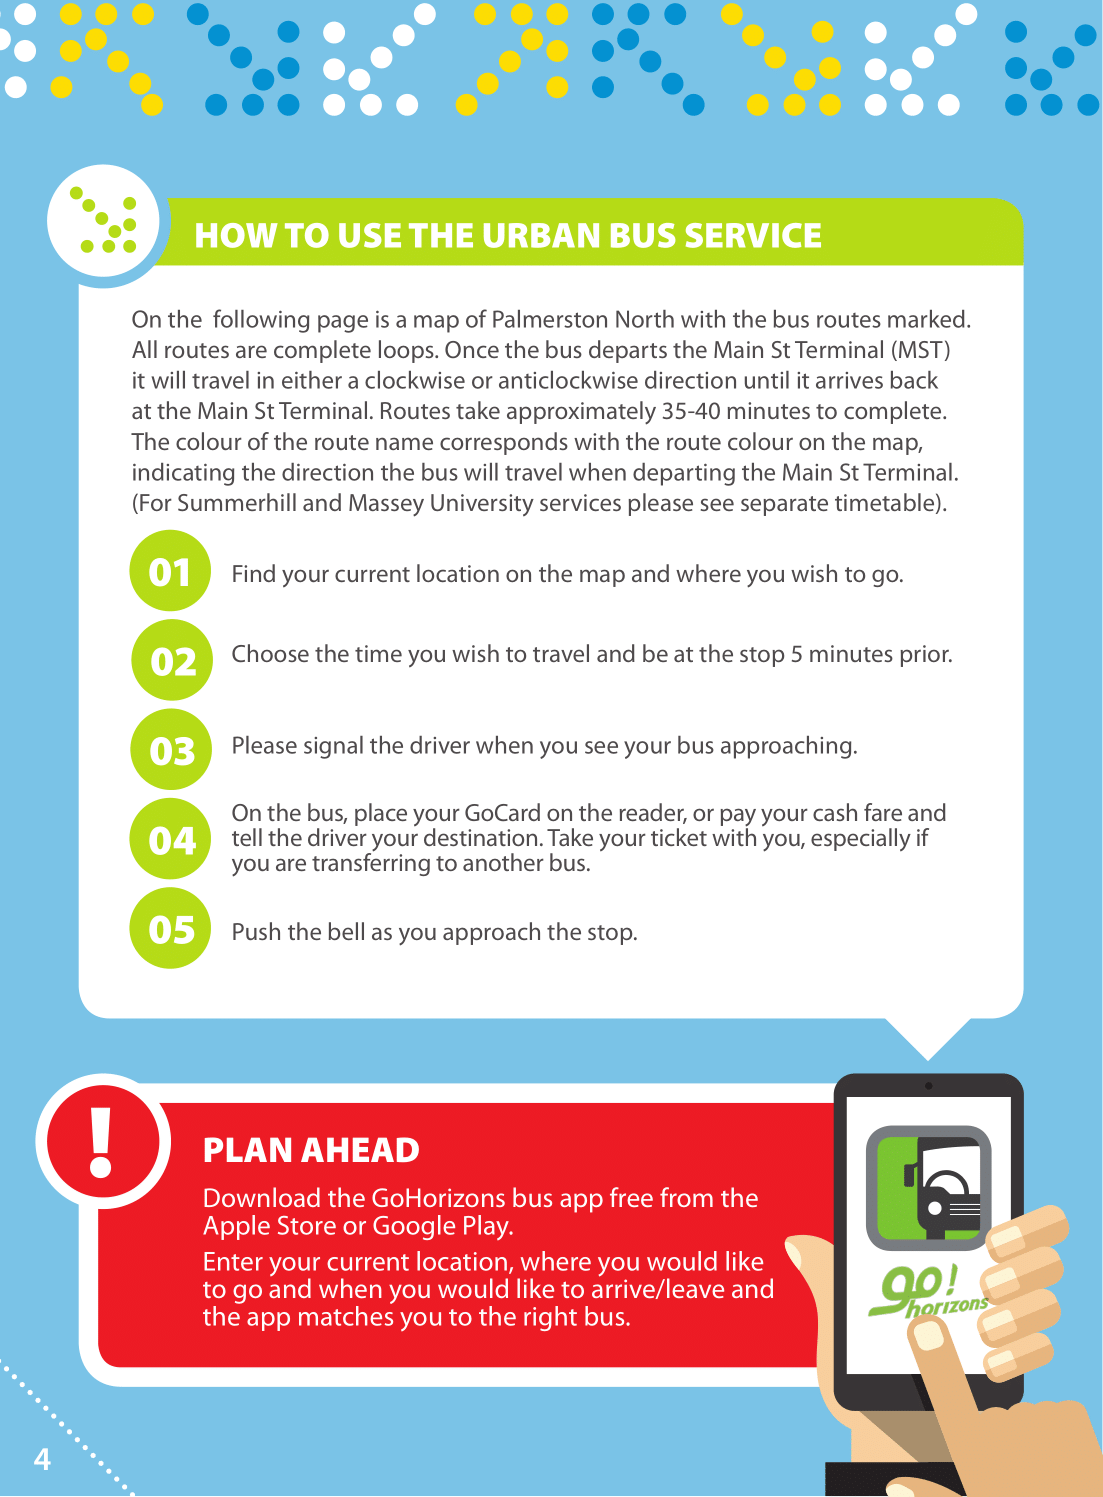 HOW TO USE THE URBAN BUS SERVICE
On the following page is a map of Palmerston North with the bus routes marked.
All routes are complete loops. Once the bus departs the Main St Terminal (MST)
it will travel in either a clockwise or anticlockwise direction until it arrives back
at the Main St Terminal. Routes take approximately 35-40 minutes to complete.
The colour of the route name corresponds with the route colour on the map,
indicating the direction the bus will travel when departing the Main St Terminal.
(For Summerhill and Massey University services please see separate timetable).
01 Find your current location on the map and where you wish to go.
02 Choose the time you wish to travel and be at the stop 5 minutes prior.
03 Please signal the driver when you see your bus approaching.
On the bus, place your GoCard on the reader, or pay your cash fare and
04 tell the driver your destination. Take your ticket with you, especially if
you are transferring to another bus.
05 Push the bell as you approach the stop.
!
PLAN AHEAD
Download the GoHorizons bus app free from the
Apple Store or Google Play.
Enter your current location, where you would like
to go and when you would like to arrive/leave and
the app matches you to the right bus.
go!
horizons
4